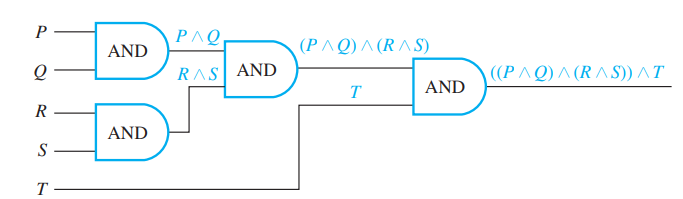 P
Q
AND
P ∧ Q
R ∧ S
AND
(P ∧ Q) ∧ (R ∧ S)
T
AND
((P ∧ Q) ∧ (R ∧ S)) ∧ T
R
S
AND
T